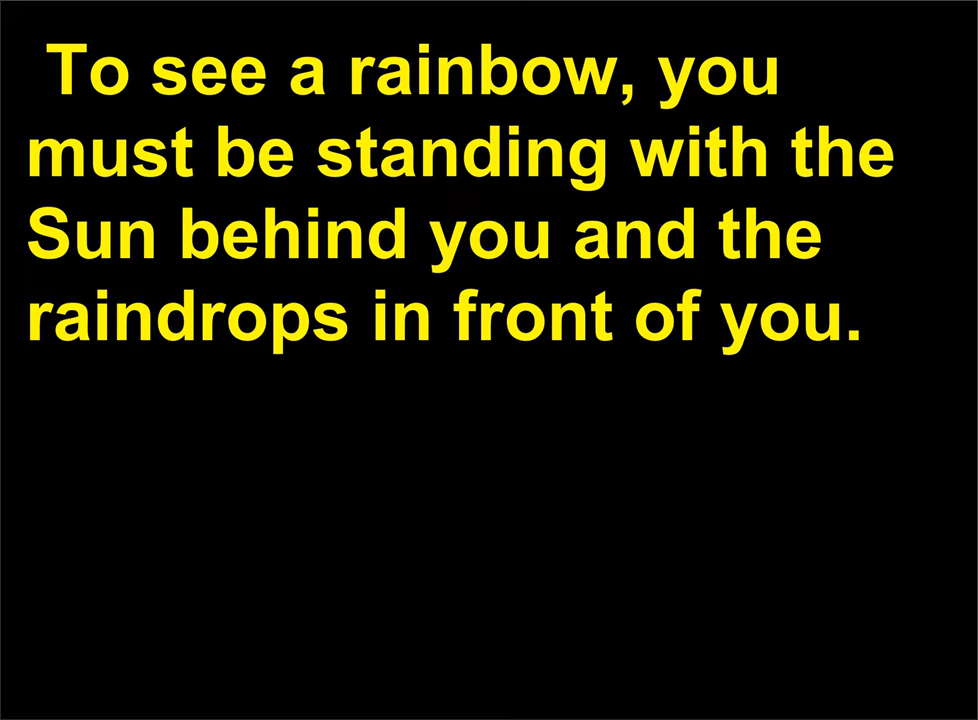 To see a rainbow, you
must be standing with the
Sun behind you and the
raindrops in front of you.